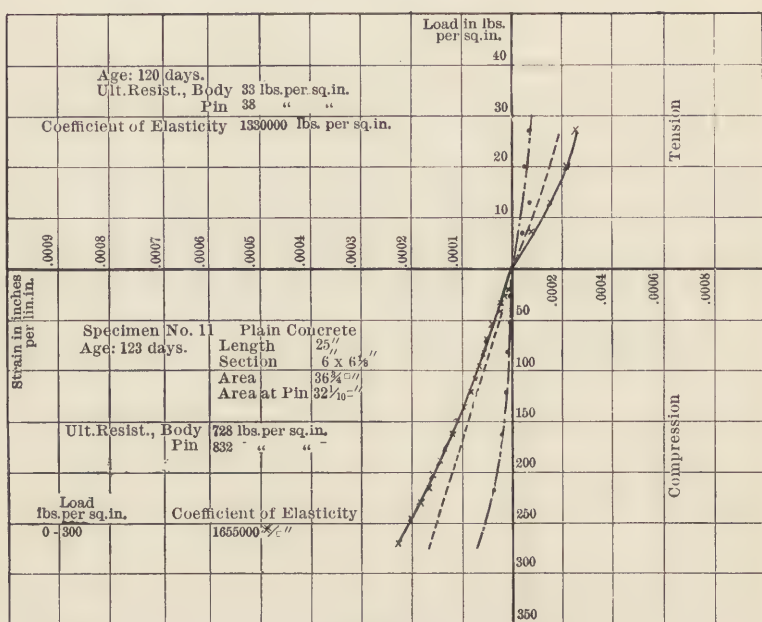 Load in lbs.
per sq.in.
40
30
20
10
Age: 120 days.
Ult.Resist., Body 33 lbs.per sq.in.
Pin 38 “ “
Coefficient of Elasticity 1330000 lbs. per sq.in.
Tension
.0009
.0008
.0007
.0006
.0005
.0004
.0003
.0002
.0001
.0002
.0004
.0006
.0008
Strain in inches
per lin.in.
Specimen No. 11 Plain Concrete
Age: 123 days.
Length 25″
Section 6 x 6⅛″
Area 36¾▫″
Area at Pin 32⅒▫″
Ult.Resist., Body 728 lbs.per sq.in.
Pin 832 “ “
Load
lbs.per sq.in.
Coefficient of Elasticity
0 - 300
1655000 #/▫″
50
100
150
200
250
300
350
Compression